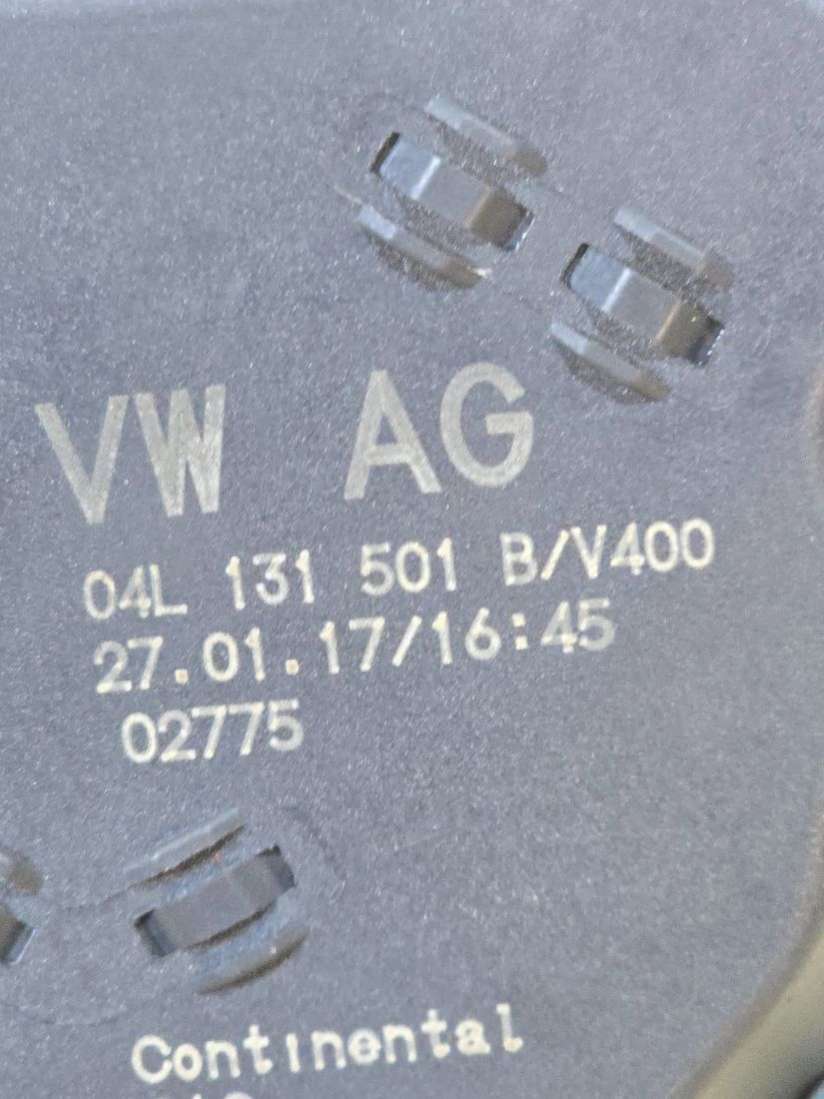 VW AG
04L 131 501 B/V400
27.01.17/16:45
02775
Continental